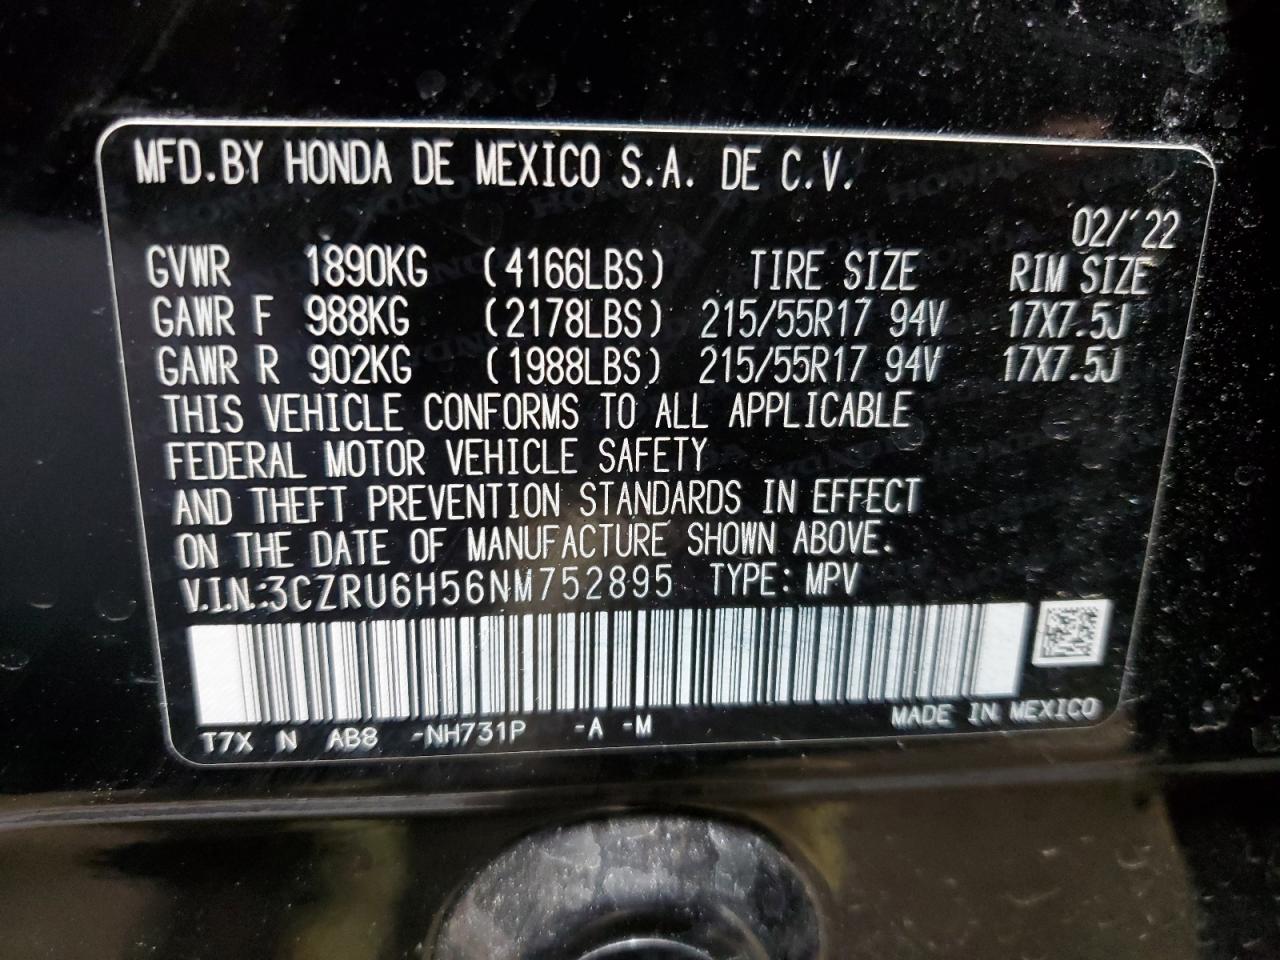 MFD.BY HONDA DE MEXICO S.A. DE C.V.
02/'22
GVWR 1890KG (4166LBS) TIRE SIZE RIM SIZE
GAWR F 988KG (2178LBS) 215/55R17 94V 17X7.5J
GAWR R 902KG (1988LBS) 215/55R17 94V 17X7.5J
THIS VEHICLE CONFORMS TO ALL APPLICABLE
FEDERAL MOTOR VEHICLE SAFETY
AND THEFT PREVENTION STANDARDS IN EFFECT
ON THE DATE OF MANUFACTURE SHOWN ABOVE.
V.I.N.:3CZRU6H56NM752895 TYPE: MPV
T7X N AB8 -NH731P -A -M MADE IN MEXICO